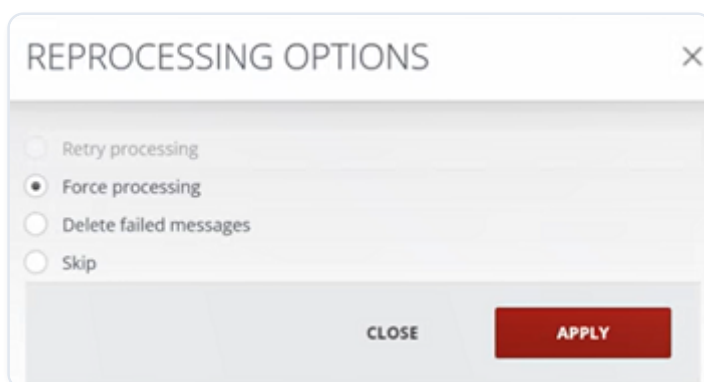 REPROCESSING OPTIONS
Retry processing
Force processing
Delete failed messages
Skip
CLOSE APPLY